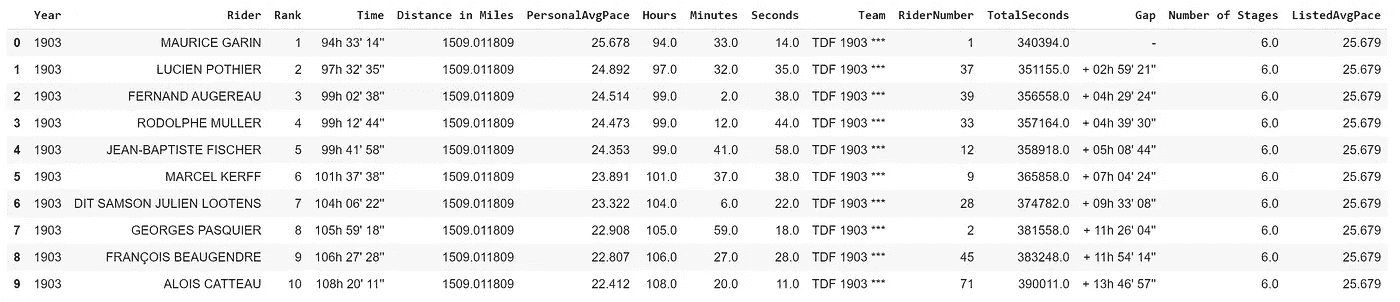 Year Rider Rank Time Distance in Miles PersonalAvgPace Hours Minutes Seconds Team RiderNumber TotalSeconds Gap Number of Stages ListedAvgPace
0 1903 MAURICE GARIN 1 94h 33' 14'' 1509.011809 25.678 94.0 33.0 14.0 TDF 1903 *** 1 340394.0 - 6.0 25.679
1 1903 LUCIEN POTHIER 2 97h 32' 35'' 1509.011809 24.892 97.0 32.0 35.0 TDF 1903 *** 37 351155.0 + 02h 59' 21'' 6.0 25.679
2 1903 FERNAND AUGEREAU 3 99h 02' 38'' 1509.011809 24.514 99.0 2.0 38.0 TDF 1903 *** 39 356558.0 + 04h 29' 24'' 6.0 25.679
3 1903 RODOLPHE MULLER 4 99h 12' 44'' 1509.011809 24.473 99.0 12.0 44.0 TDF 1903 *** 33 357164.0 + 04h 39' 30'' 6.0 25.679
4 1903 JEAN-BAPTISTE FISCHER 5 99h 41' 58'' 1509.011809 24.353 99.0 41.0 58.0 TDF 1903 *** 12 358918.0 + 05h 08' 44'' 6.0 25.679
5 1903 MARCEL KERFF 6 101h 37' 38'' 1509.011809 23.891 101.0 37.0 38.0 TDF 1903 *** 9 365858.0 + 07h 04' 24'' 6.0 25.679
6 1903 DIT SAMSON JULIEN LOOTENS 7 104h 06' 22'' 1509.011809 23.322 104.0 6.0 22.0 TDF 1903 *** 28 374782.0 + 09h 33' 08'' 6.0 25.679
7 1903 GEORGES PASQUIER 8 105h 59' 18'' 1509.011809 22.908 105.0 59.0 18.0 TDF 1903 *** 2 381558.0 + 11h 26' 04'' 6.0 25.679
8 1903 FRANÇOIS BEAUGENDRE 9 106h 27' 28'' 1509.011809 22.807 106.0 27.0 28.0 TDF 1903 *** 45 383248.0 + 11h 54' 14'' 6.0 25.679
9 1903 ALOIS CATTEAU 10 108h 20' 11'' 1509.011809 22.412 108.0 20.0 11.0 TDF 1903 *** 71 390011.0 + 13h 46' 57'' 6.0 25.679